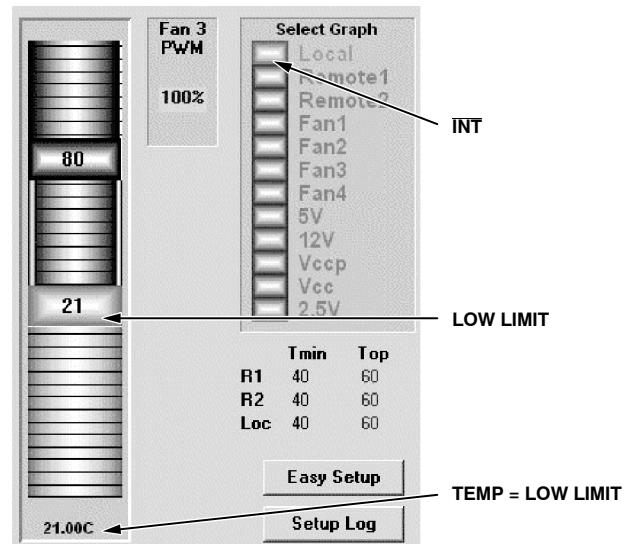 Fan 3
PWM
100%
Select Graph
Local
Remote1
Remote2
Fan1
Fan2
Fan3
Fan4
5V
12V
Vccp
Vcc
2.5V
80
21
21.00C
Tmin Top
R1 40 60
R2 40 60
Loc 40 60
Easy Setup
Setup Log
INT
LOW LIMIT
TEMP = LOW LIMIT